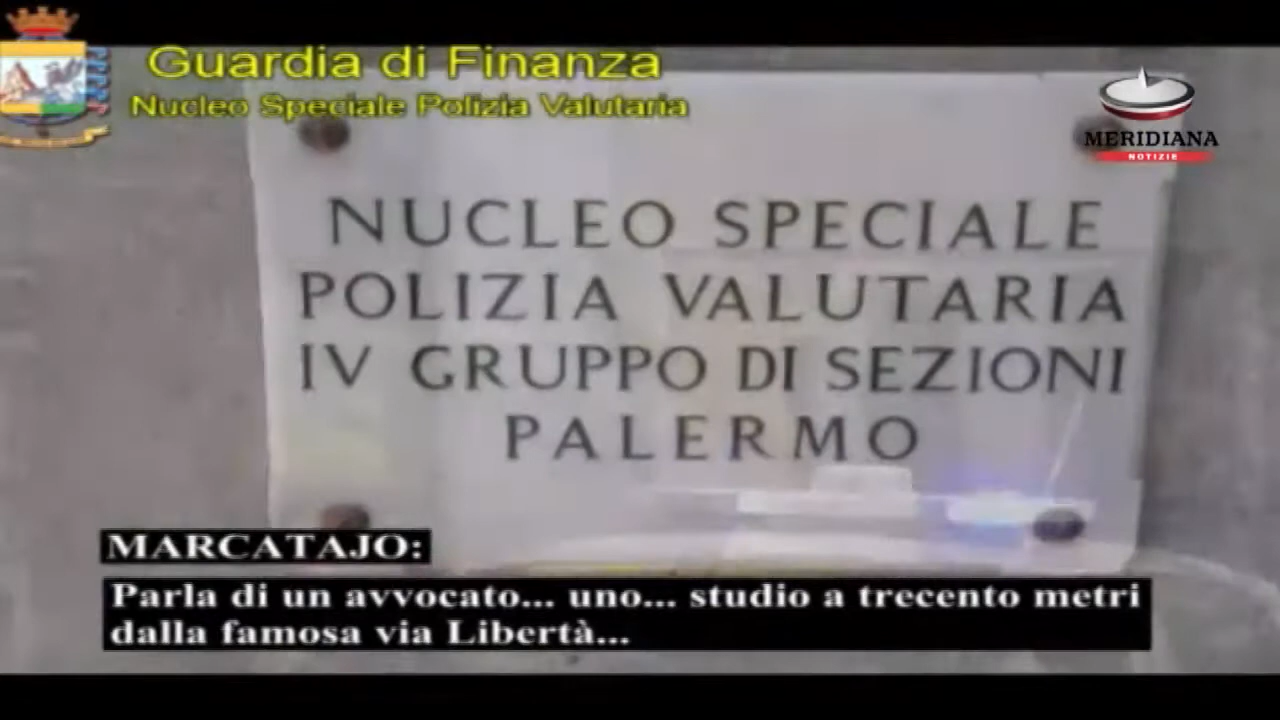 Guardia di Finanza
Nucleo Speciale Polizia Valutaria
MERIDIANA
NOTIZIE
NUCLEO SPECIALE
POLIZIA VALUTARIA
IV GRUPPO DI SEZIONI
PALERMO
MARCATAJO:
Parla di un avvocato... uno... studio a trecento metri
dalla famosa via Libertà...